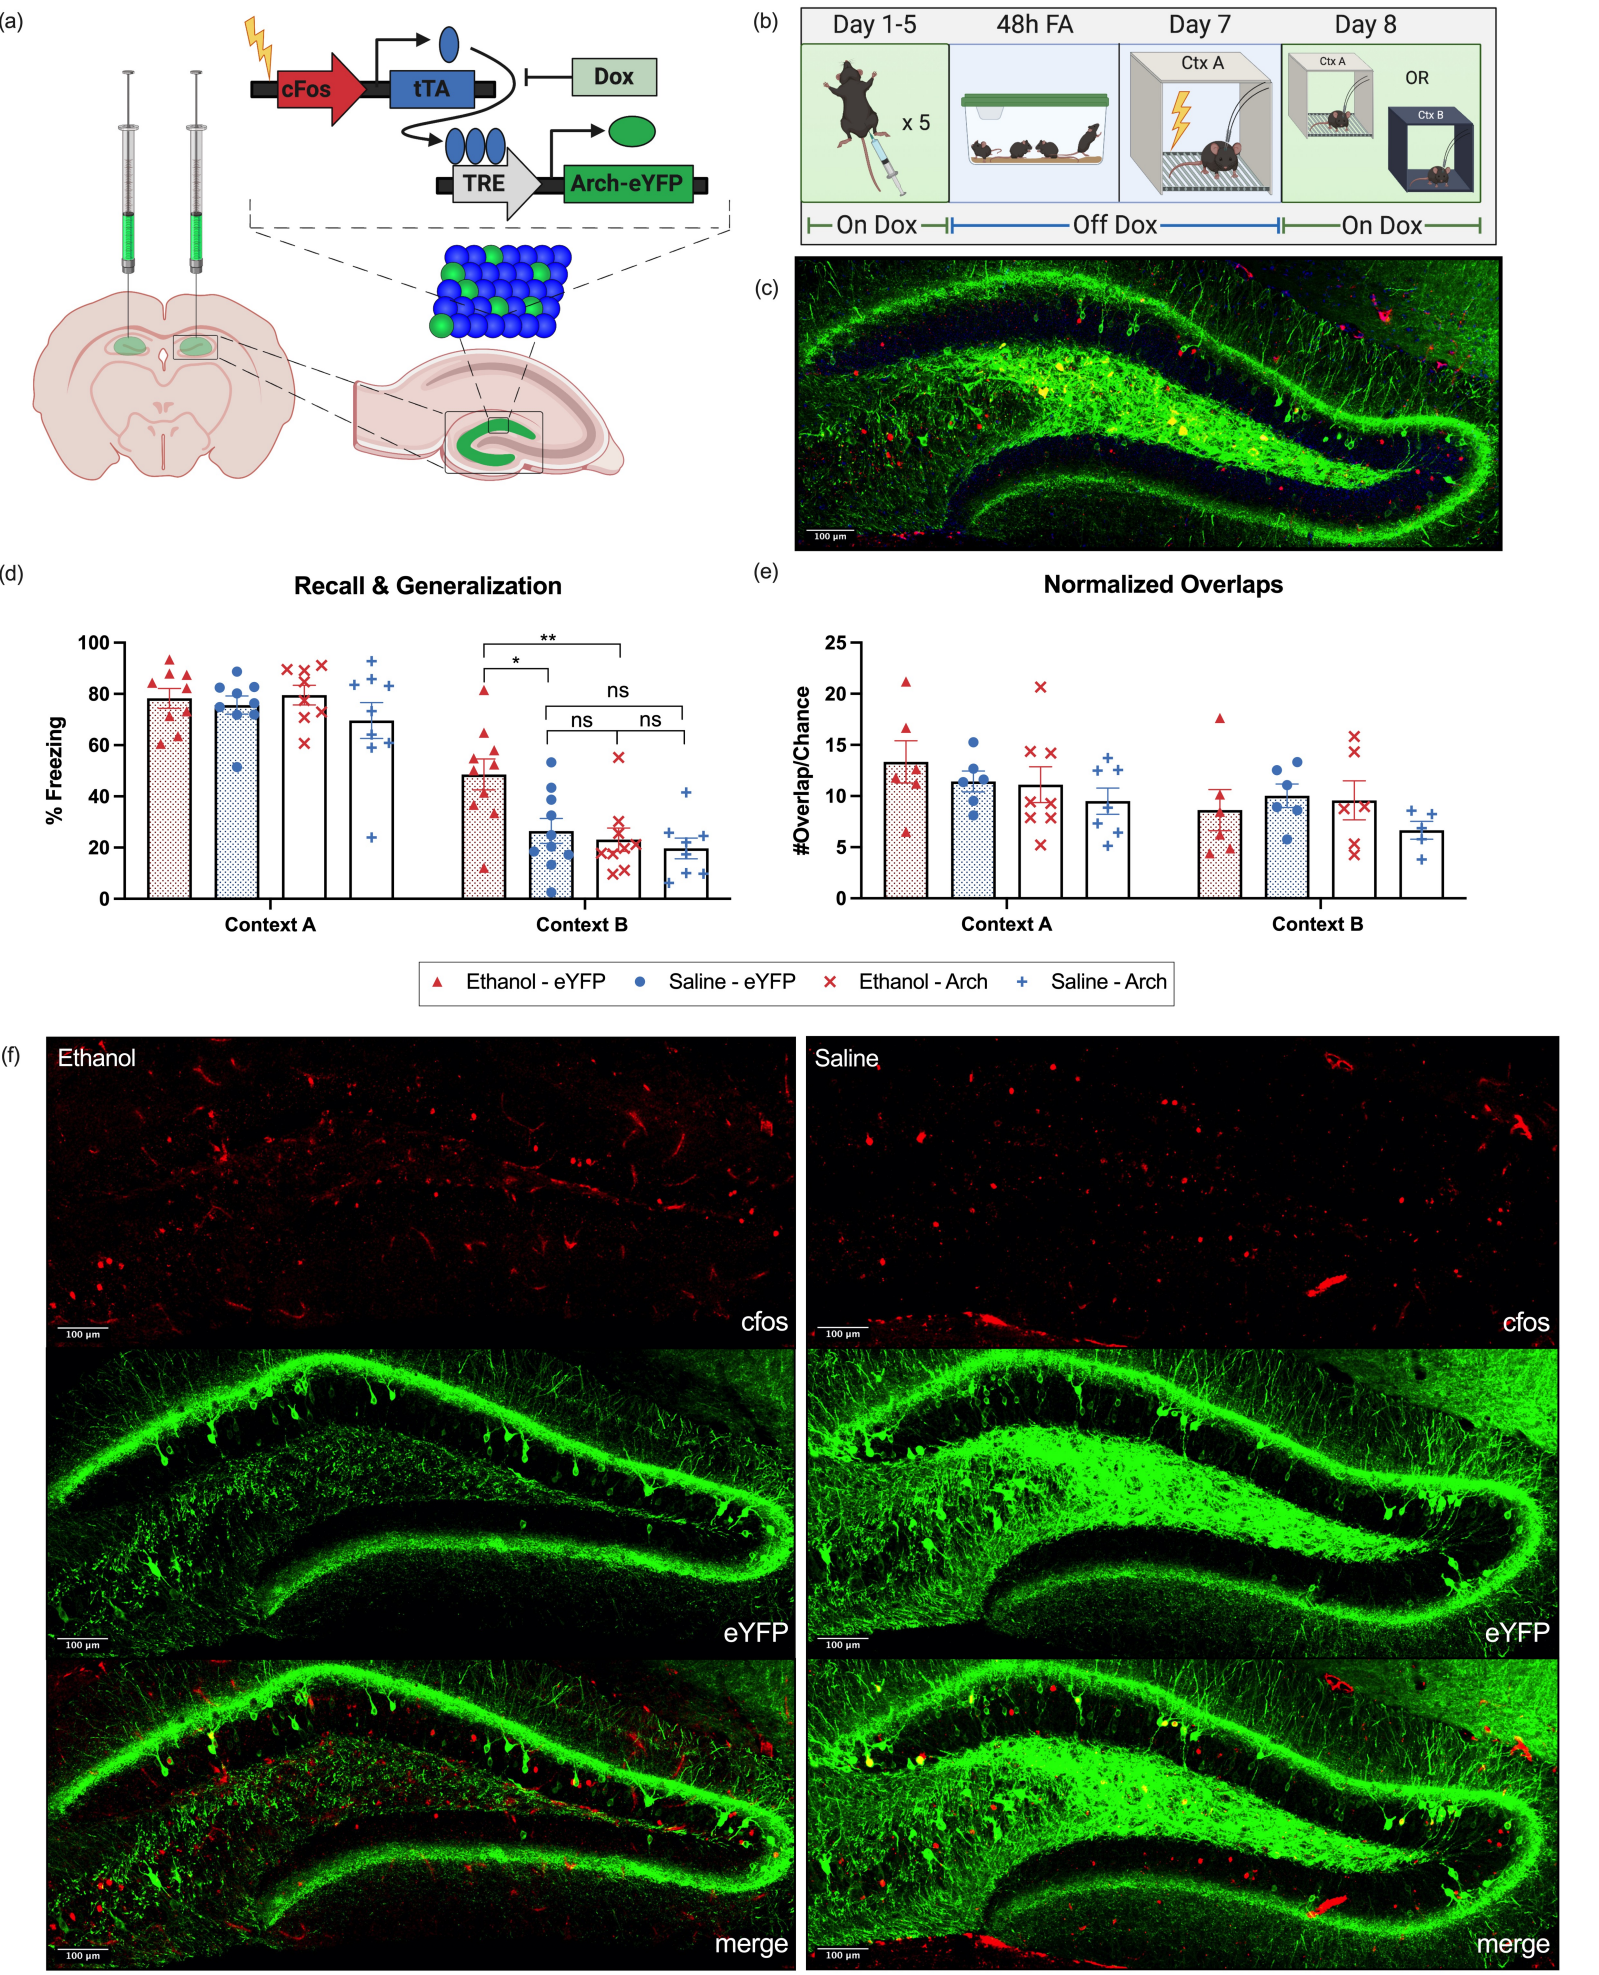 (a)
cFos
tTA
Dox
TRE
Arch-eYFP
(b)
Day 1-5
48h FA
Day 7
Day 8
x 5
Ctx A
Ctx A
OR
Ctx B
On Dox
Off Dox
On Dox
(c)
100 µm
(d)
Recall & Generalization
% Freezing
100
80
60
40
20
0
**
*
ns
ns
ns
Context A
Context B
(e)
Normalized Overlaps
#Overlap/Chance
25
20
15
10
5
0
Context A
Context B
Ethanol - eYFP
Saline - eYFP
Ethanol - Arch
Saline - Arch
(f)
Ethanol
100 µm
cfos
Saline
100 µm
cfos
100 µm
eYFP
100 µm
eYFP
100 µm
merge
100 µm
merge